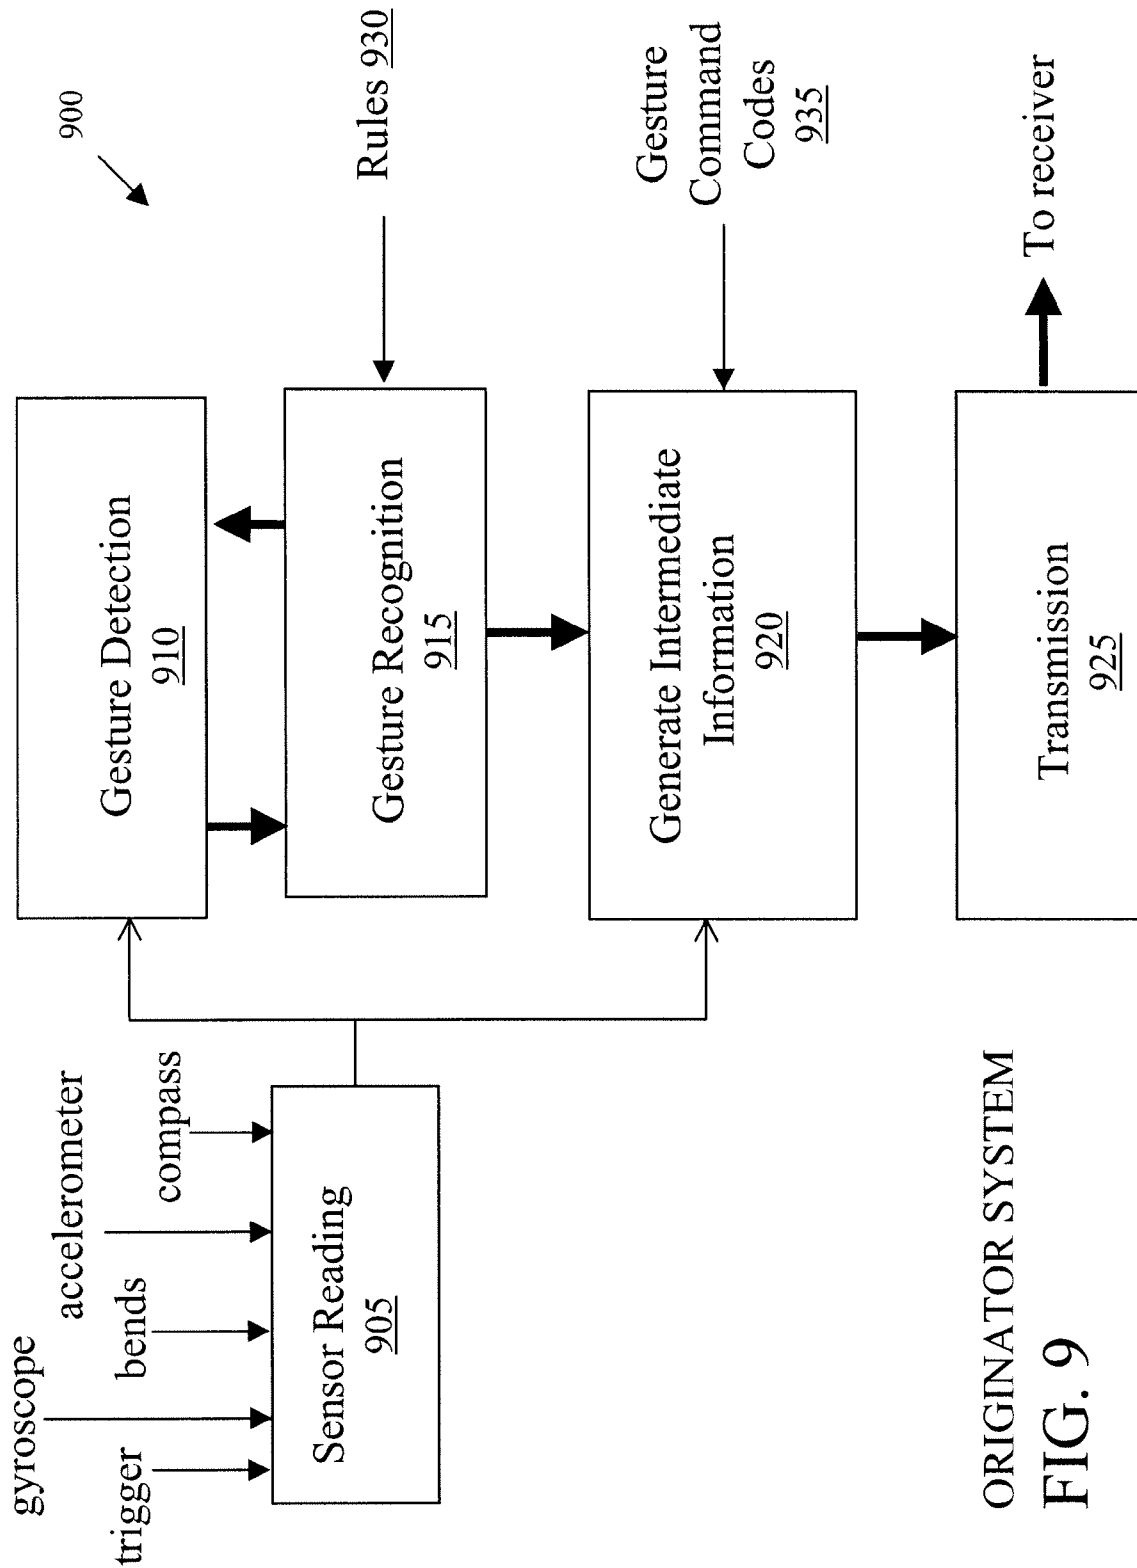 900
gyroscope
trigger
bends
accelerometer
compass
Sensor Reading
905
Gesture Detection
910
Gesture Recognition
915
Rules 930
Generate Intermediate
Information
920
Gesture
Command
Codes
935
Transmission
925
To receiver
ORIGINATOR SYSTEM
FIG. 9